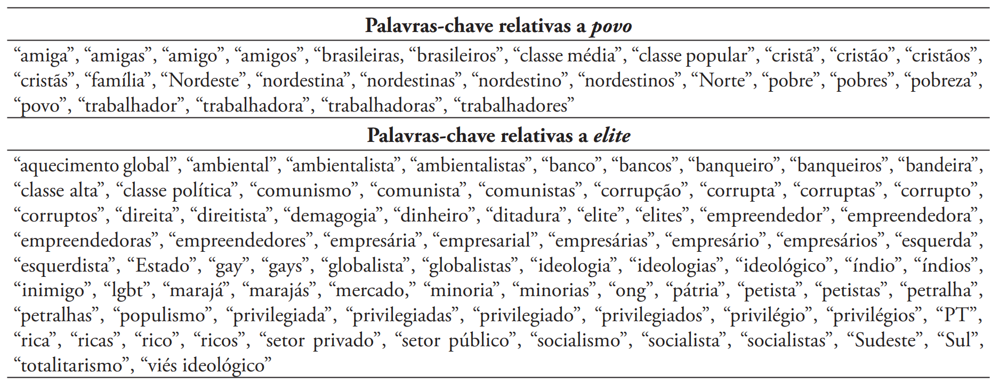 Palavras-chave relativas a povo
“amiga”, “amigas”, “amigo”, “amigos”, “brasileiras, “brasileiros”, “classe média”, “classe popular”, “cristã”, “cristão”, “cristãos”,
“cristãs”, “família”, “Nordeste”, “nordestina”, “nordestinas”, “nordestino”, “nordestinos”, “Norte”, “pobre”, “pobres”, “pobreza”,
“povo”, “trabalhador”, “trabalhadora”, “trabalhadoras”, “trabalhadores”
Palavras-chave relativas a elite
“aquecimento global”, “ambiental”, “ambientalista”, “ambientalistas”, “banco”, “bancos”, “banqueiro”, “banqueiros”, “bandeira”,
“classe alta”, “classe política”, “comunismo”, “comunista”, “comunistas”, “corrupção”, “corrupta”, “corruptas”, “corrupto”,
“corruptos”, “direita”, “direitista”, “demagogia”, “dinheiro”, “ditadura”, “elite”, “elites”, “empreendedor”, “empreendedora”,
“empreendedoras”, “empreendedores”, “empresária”, “empresarial”, “empresárias”, “empresário”, “empresários”, “esquerda”,
“esquerdista”, “Estado”, “gay”, “gays”, “globalista”, “globalistas”, “ideologia”, “ideologias”, “ideológico”, “índio”, “índios”,
“inimigo”, “lgbt”, “marajá”, “marajás”, “mercado,” “minoria”, “minorias”, “ong”, “pátria”, “petista”, “petistas”, “petralha”,
“petralhas”, “populismo”, “privilegiada”, “privilegiadas”, “privilegiado”, “privilegiados”, “privilégio”, “privilégios”, “PT”,
“rica”, “ricas”, “rico”, “ricos”, “setor privado”, “setor público”, “socialismo”, “socialista”, “socialistas”, “Sudeste”, “Sul”,
“totalitarismo”, “viés ideológico”